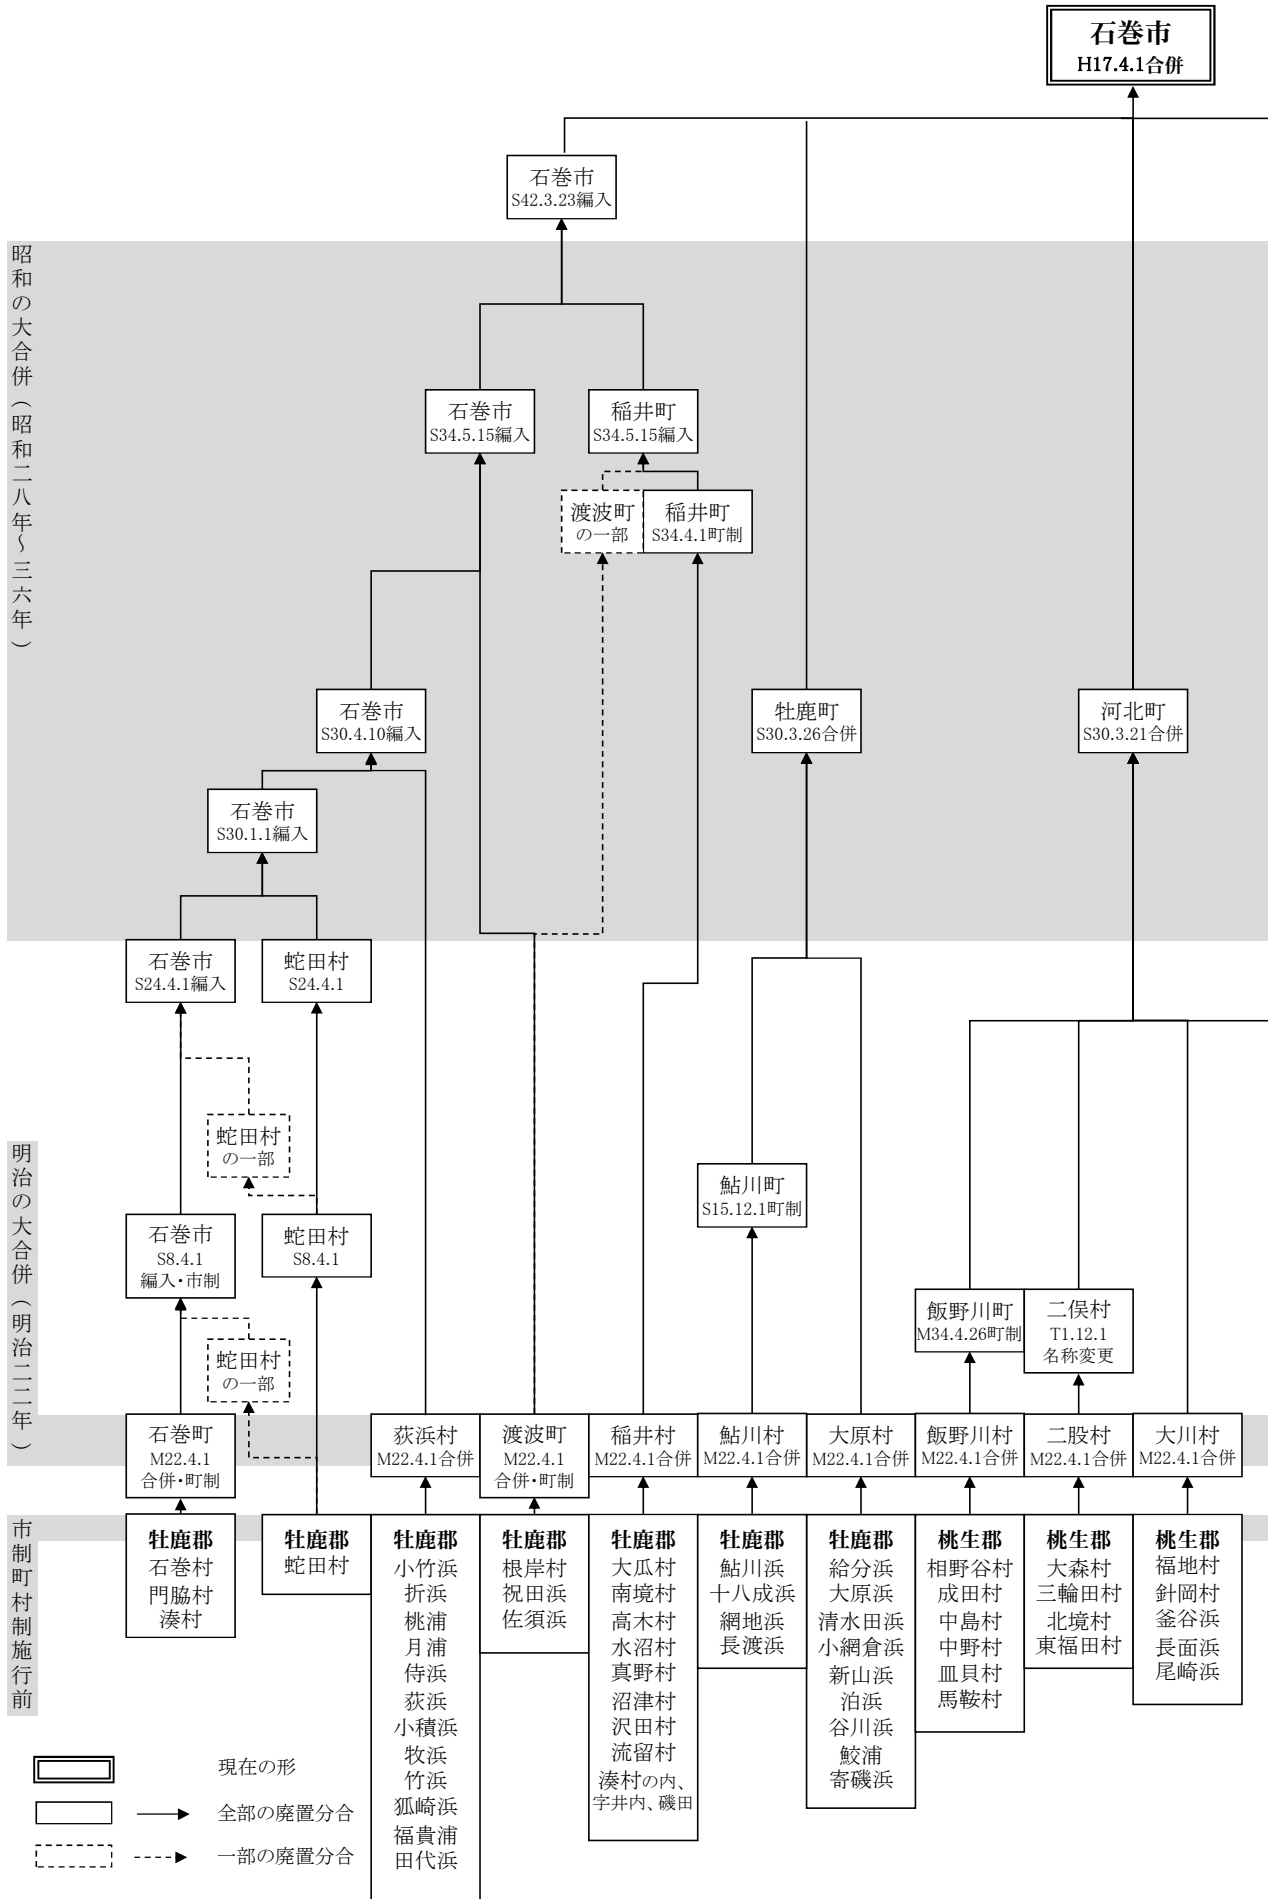 石巻市
H17.4.1合併
石巻市
S42.3.23編入
昭和の大合併（昭和二八年～三六年）
石巻市
S34.5.15編入
稲井町
S34.5.15編入
渡波町
の一部
稲井町
S34.4.1町制
石巻市
S30.4.10編入
牡鹿町
S30.3.26合併
河北町
S30.3.21合併
石巻市
S30.1.1編入
石巻市
S24.4.1編入
蛇田村
S24.4.1
蛇田村
の一部
明治の大合併（明治二二年）
鮎川町
S15.12.1町制
石巻市
S8.4.1
編入・市制
蛇田村
S8.4.1
飯野川町
M34.4.26町制
二俣村
T1.12.1
名称変更
蛇田村
の一部
石巻町
M22.4.1
合併・町制
荻浜村
M22.4.1合併
渡波町
M22.4.1
合併・町制
稲井村
M22.4.1合併
鮎川村
M22.4.1合併
大原村
M22.4.1合併
飯野川村
M22.4.1合併
二股村
M22.4.1合併
大川村
M22.4.1合併
市制町村制施行前
牡鹿郡
石巻村
門脇村
湊村
牡鹿郡
蛇田村
牡鹿郡
小竹浜
折浜
桃浦
月浦
侍浜
荻浜
小積浜
牧浜
竹浜
狐崎浜
福貴浦
田代浜
牡鹿郡
根岸村
祝田浜
佐須浜
牡鹿郡
大瓜村
南境村
高木村
水沼村
真野村
沼津村
沢田村
流留村
湊村の内、
字井内、磯田
牡鹿郡
鮎川浜
十八成浜
網地浜
長渡浜
牡鹿郡
給分浜
大原浜
清水田浜
小網倉浜
新山浜
泊浜
谷川浜
鮫浦
寄磯浜
桃生郡
相野谷村
成田村
中島村
中野村
皿貝村
馬鞍村
桃生郡
大森村
三輪田村
北境村
東福田村
桃生郡
福地村
針岡村
釜谷浜
長面浜
尾崎浜
現在の形
全部の廃置分合
一部の廃置分合